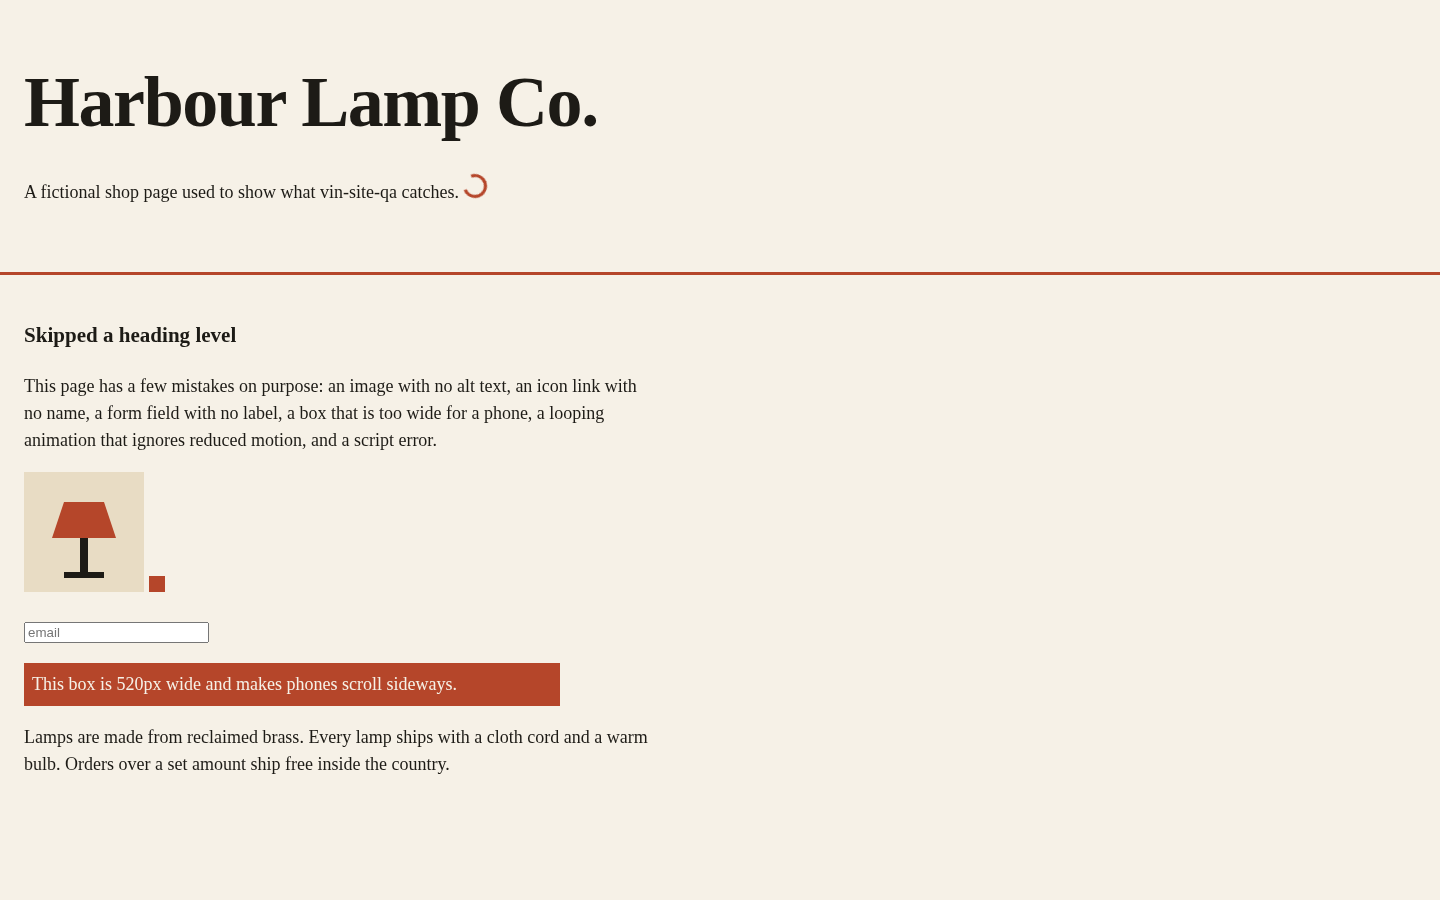 Harbour Lamp Co.
A fictional shop page used to show what vin-site-qa catches.
Skipped a heading level
This page has a few mistakes on purpose: an image with no alt text, an icon link with
no name, a form field with no label, a box that is too wide for a phone, a looping
animation that ignores reduced motion, and a script error.
email
This box is 520px wide and makes phones scroll sideways.
Lamps are made from reclaimed brass. Every lamp ships with a cloth cord and a warm
bulb. Orders over a set amount ship free inside the country.